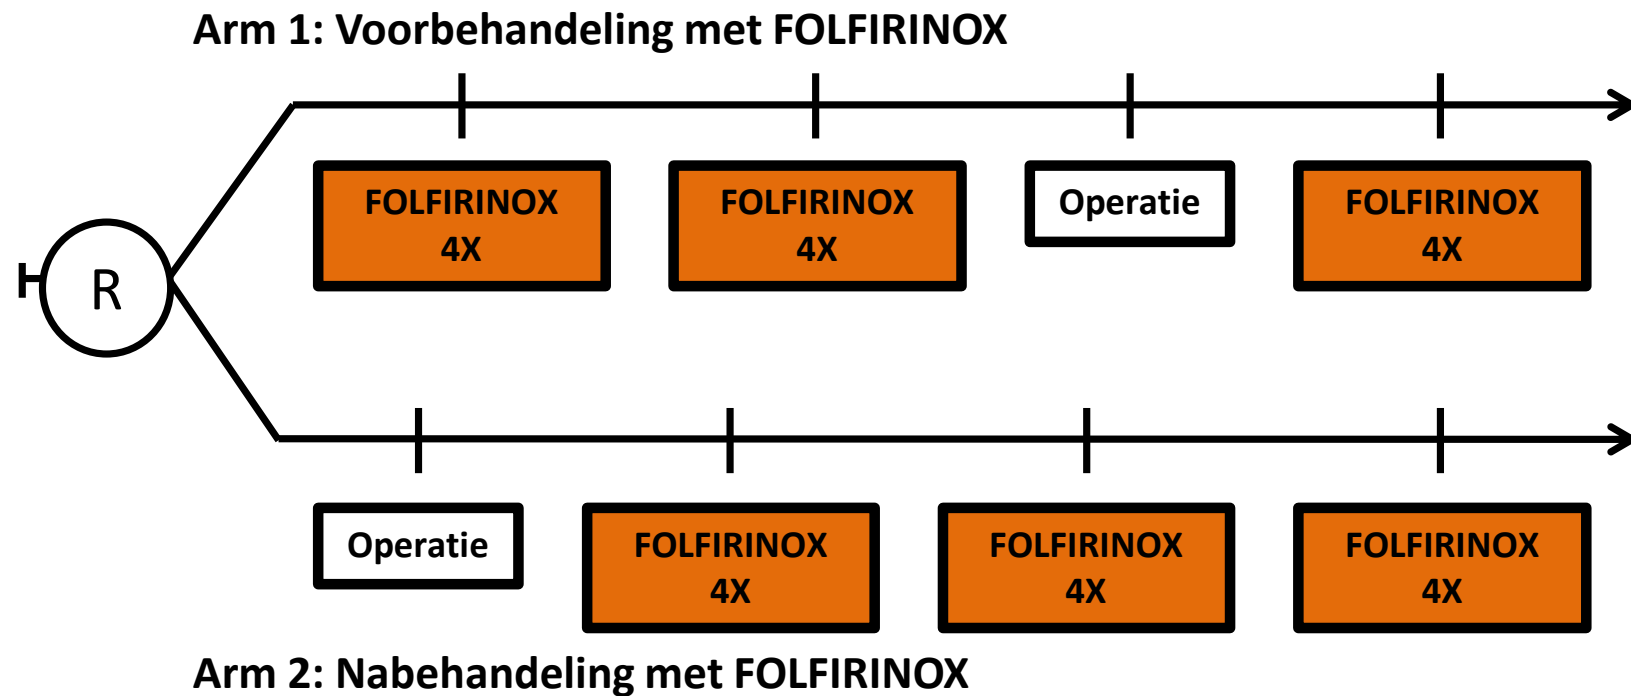 Arm 1: Voorbehandeling met FOLFIRINOX
FOLFIRINOX
4X
FOLFIRINOX
4X
Operatie
FOLFIRINOX
4X
R
Operatie
FOLFIRINOX
4X
FOLFIRINOX
4X
FOLFIRINOX
4X
Arm 2: Nabehandeling met FOLFIRINOX